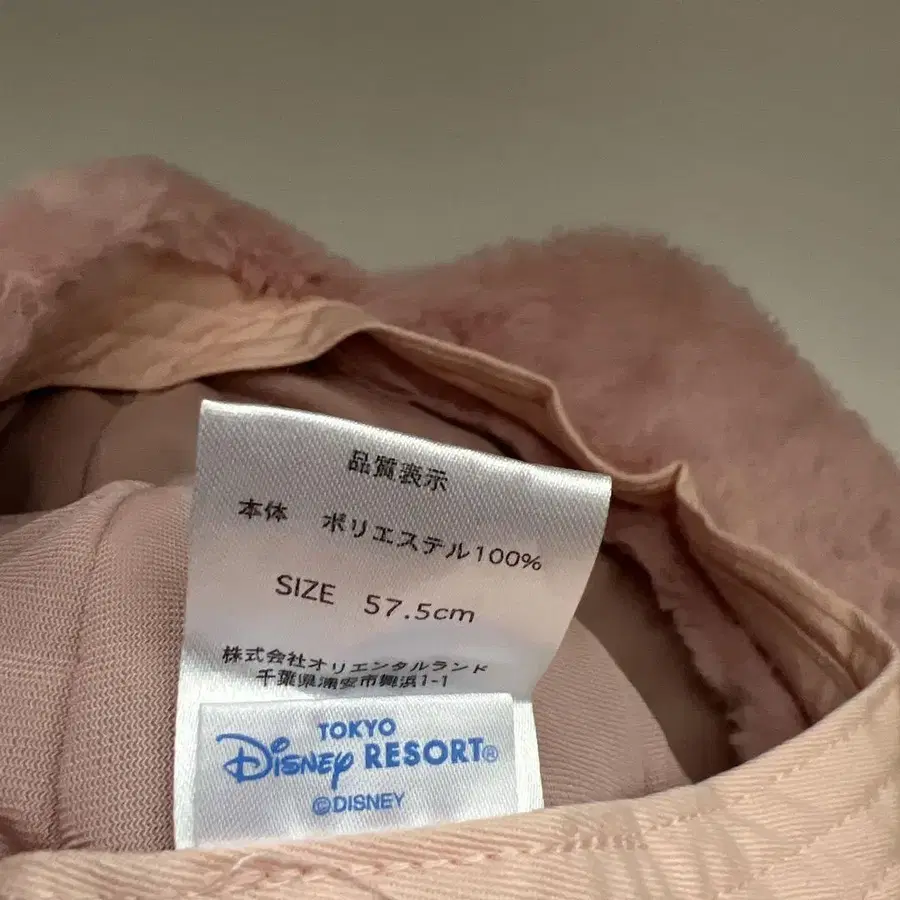 品質表示
本体 ポリエステル100%
SIZE 57.5cm
株式会社オリエンタルランド
千葉県浦安市舞浜1-1
TOKYO
Disney RESORT®
©DISNEY